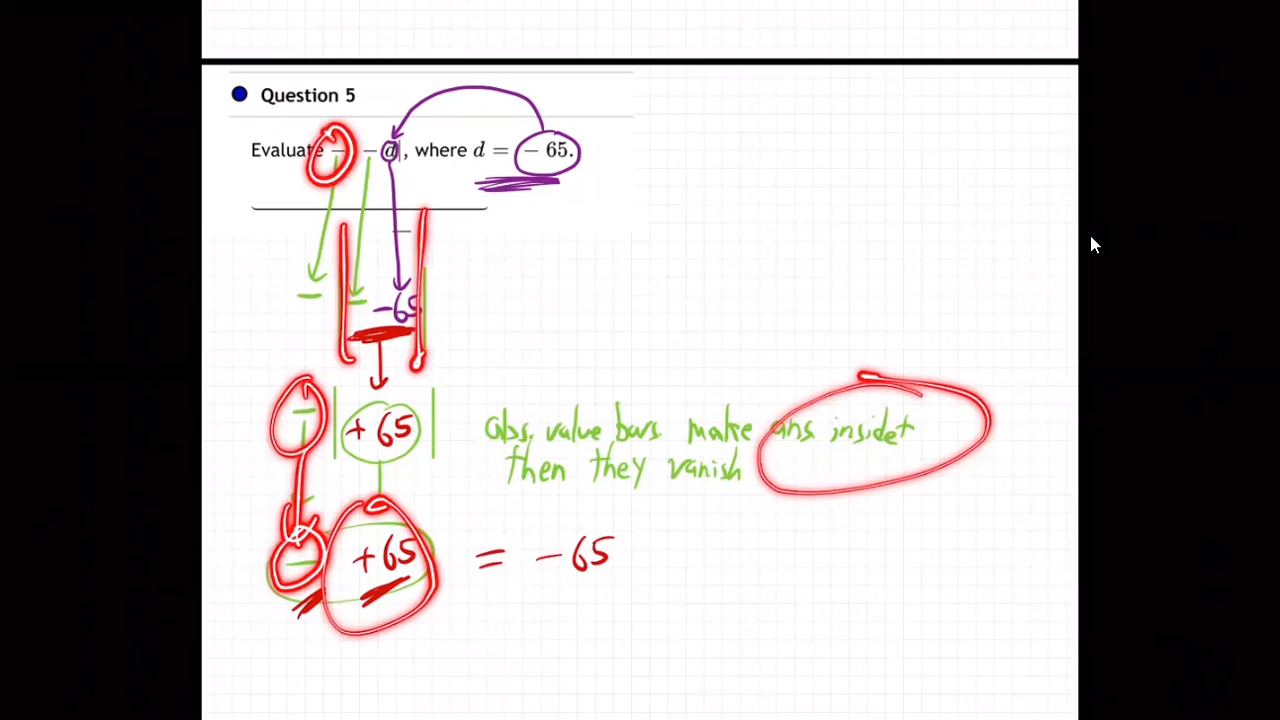 Question 5
Evaluate − |−d|, where d = − 65.
− |− −65|
− |+ 65| abs. value bars make ans. inside +
then they vanish
− +65 = −65